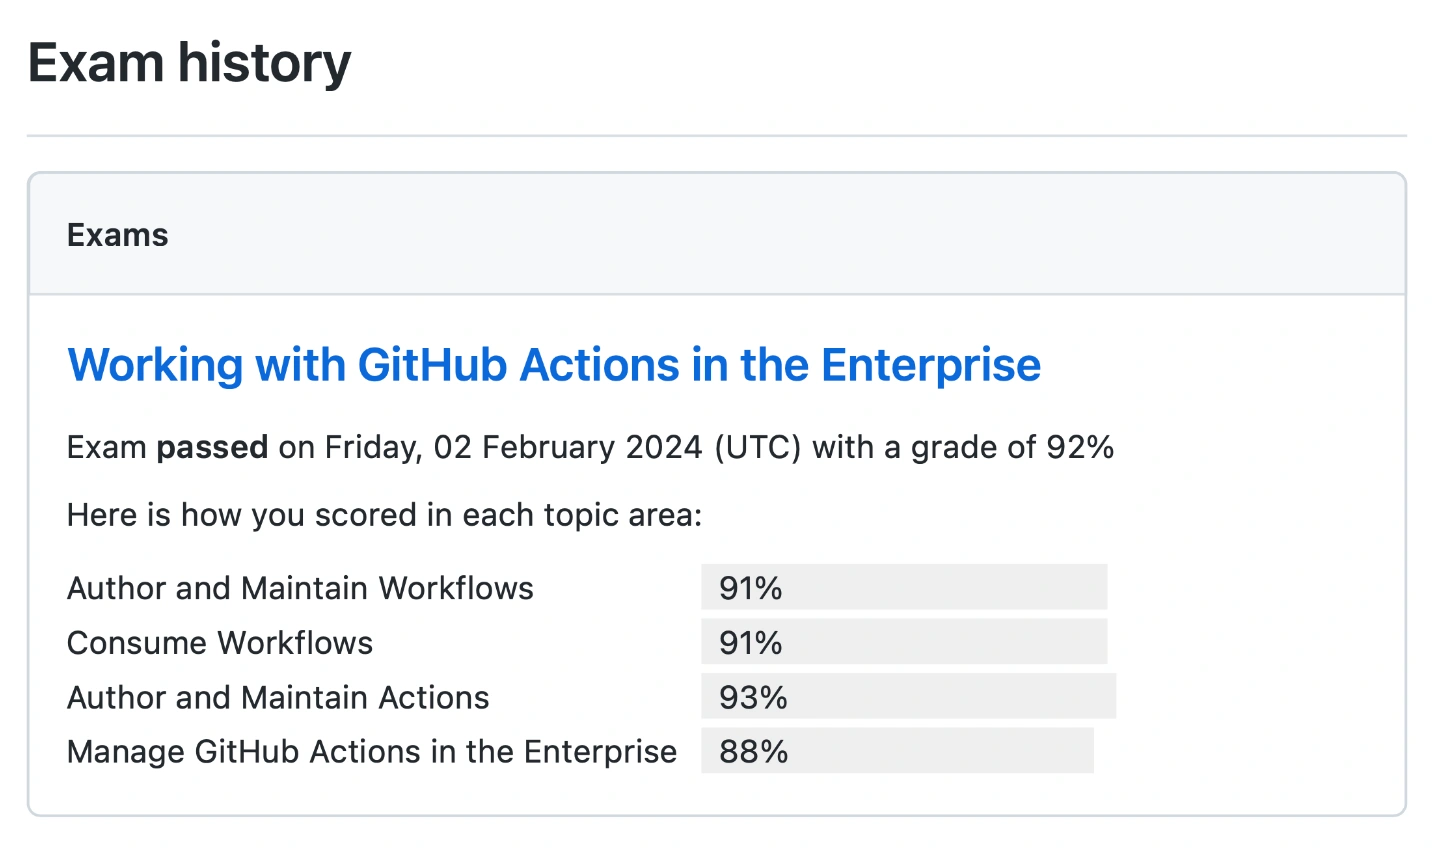 Exam history
Exams
Working with GitHub Actions in the Enterprise
Exam passed on Friday, 02 February 2024 (UTC) with a grade of 92%
Here is how you scored in each topic area:
Author and Maintain Workflows 91%
Consume Workflows 91%
Author and Maintain Actions 93%
Manage GitHub Actions in the Enterprise 88%